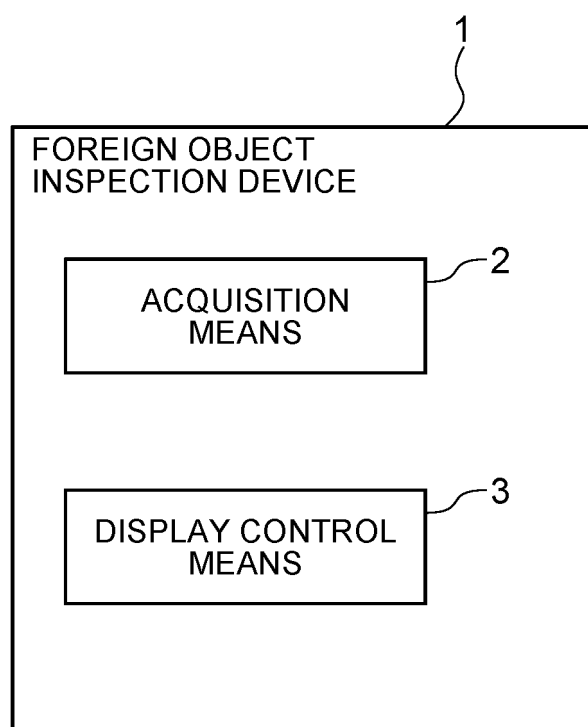 1
FOREIGN OBJECT
INSPECTION DEVICE
2
ACQUISITION
MEANS
3
DISPLAY CONTROL
MEANS